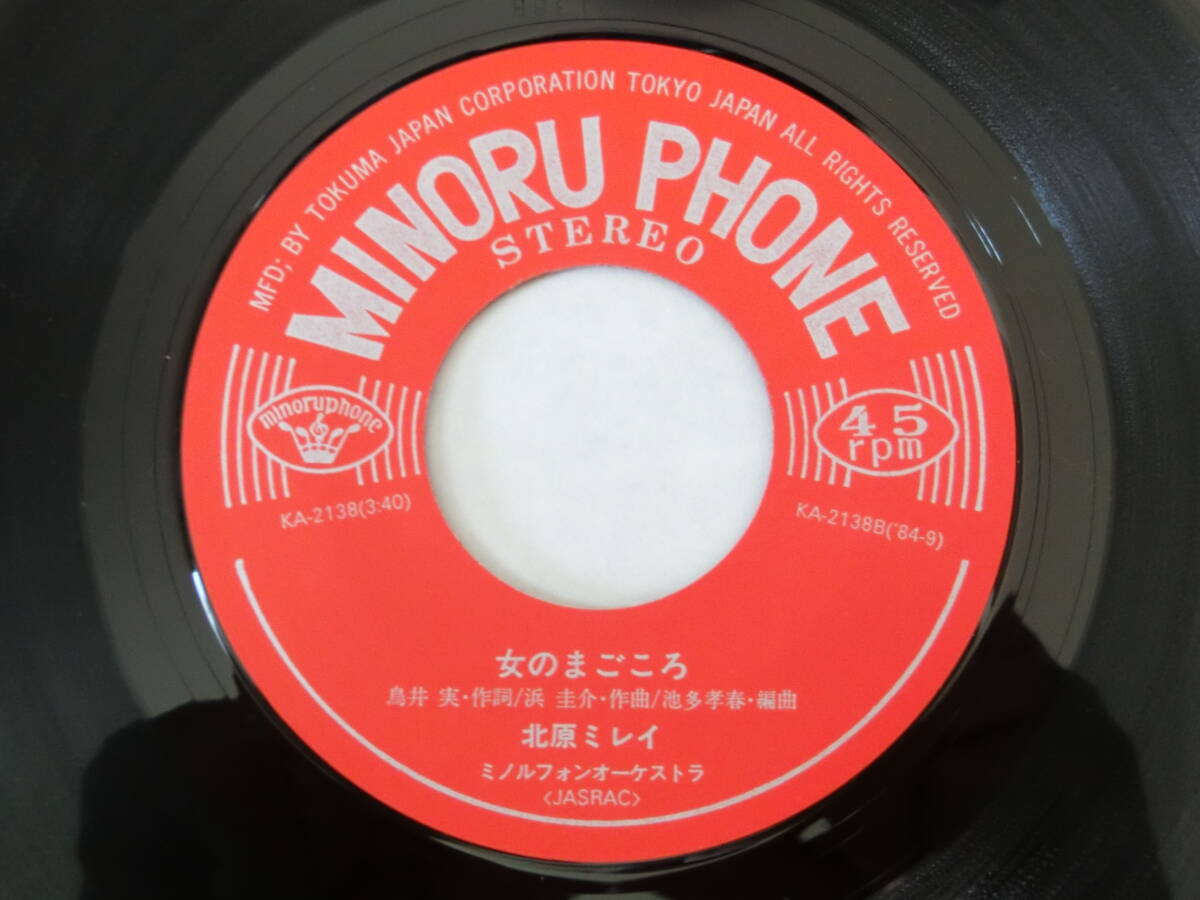 MFD; BY TOKUMA JAPAN CORPORATION TOKYO JAPAN ALL RIGHTS RESERVED
MINORU PHONE
STEREO
minoruphone
45
rpm
KA-2138(3:40)
KA-2138B('84-9)
女のまごころ
鳥井 実・作詞/浜 圭介・作曲/池多孝春・編曲
北原ミレイ
ミノルフォンオーケストラ
<JASRAC>